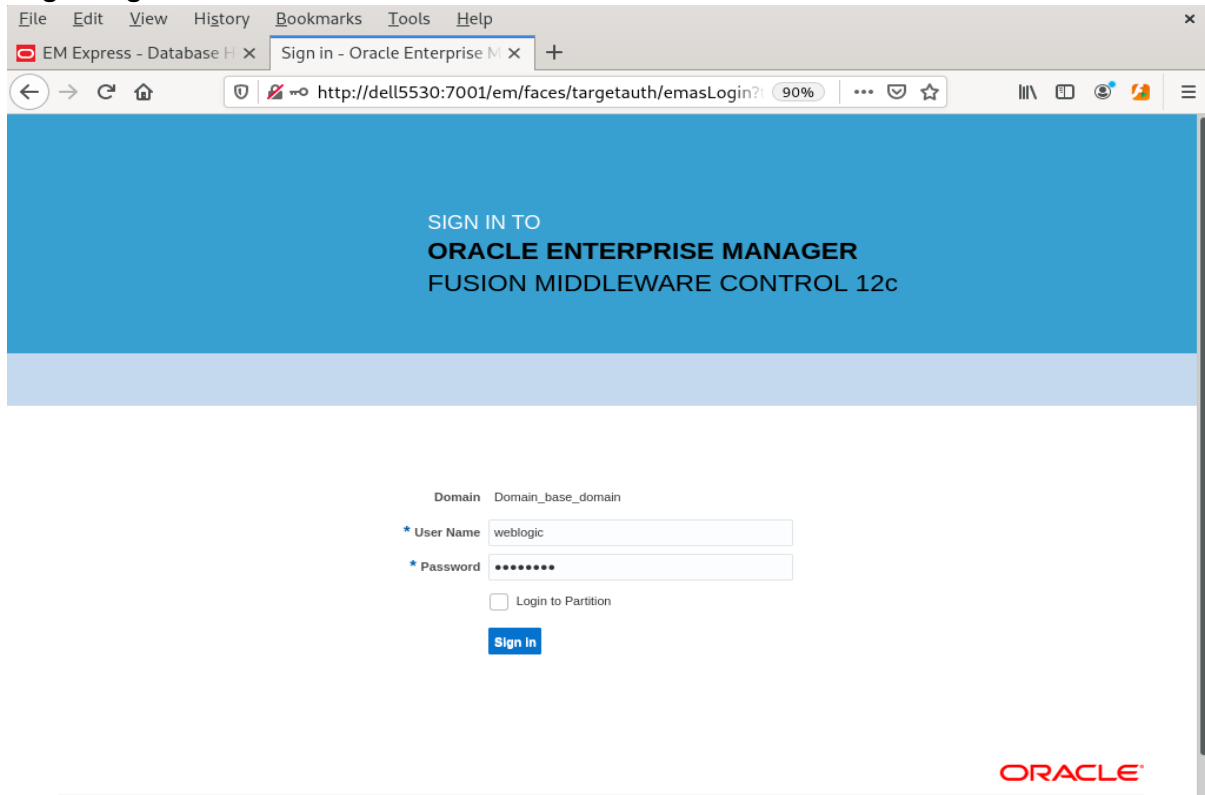 File Edit View History Bookmarks Tools Help
EM Express - Database H Sign in - Oracle Enterprise M
http://dell5530:7001/em/faces/targetauth/emasLogin? 90%
SIGN IN TO
ORACLE ENTERPRISE MANAGER
FUSION MIDDLEWARE CONTROL 12c
Domain Domain_base_domain
* User Name weblogic
* Password ••••••••
Login to Partition
Sign in
ORACLE